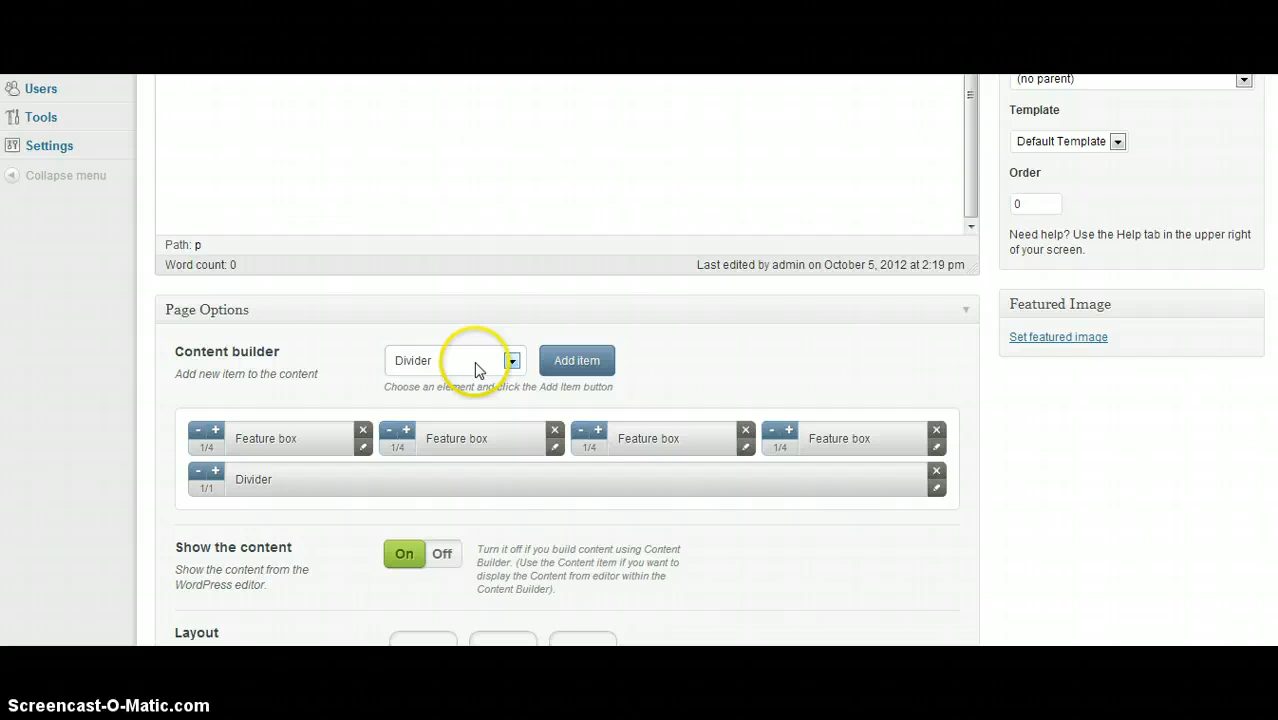 Users
Tools
Settings
Collapse menu
Path: p
Word count: 0
Last edited by admin on October 5, 2012 at 2:19 pm
(no parent)
Template
Default Template
Order
0
Need help? Use the Help tab in the upper right
of your screen.
Featured Image
Set featured image
Page Options
Content builder
Add new item to the content
Divider
Add item
Choose an element and click the Add Item button
- +
1/4
Feature box
- +
1/4
Feature box
- +
1/4
Feature box
- +
1/4
Feature box
- +
1/1
Divider
Show the content
Show the content from the
WordPress editor.
On
Off
Turn it off if you build content using Content
Builder. (Use the Content item if you want to
display the Content from editor within the
Content Builder).
Layout
Screencast-O-Matic.com